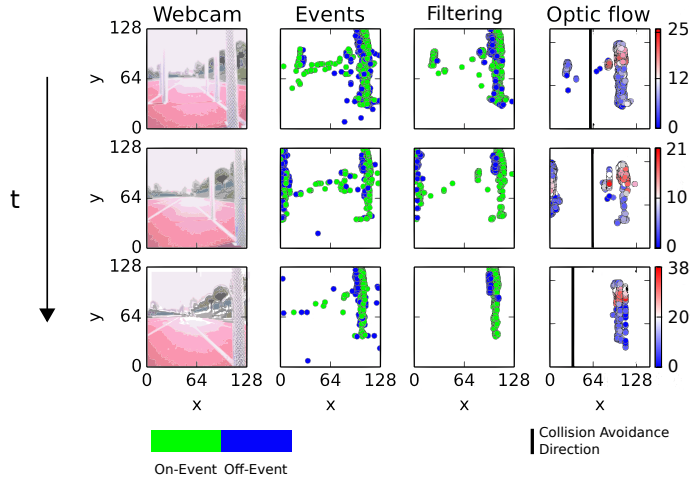 Webcam Events Filtering Optic flow
128 25
y 64 12
0 0
128 21
t y 64 10
0 0
128 38
y 64 20
0 0
0 64 128 0 64 128 0 64 128 0 64 128
x x x x
On-Event Off-Event
Collision Avoidance
Direction